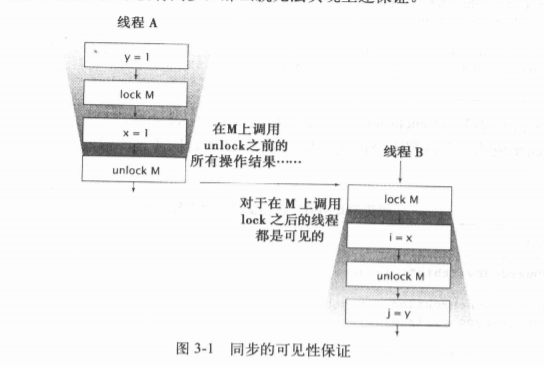 线程 A
y = 1
lock M
x = 1
unlock M
在M上调用
unlock之前的
所有操作结果……
线程 B
对于在 M 上调用
lock 之后的线程
都是可见的
lock M
i = x
unlock M
j = y
图 3-1 同步的可见性保证